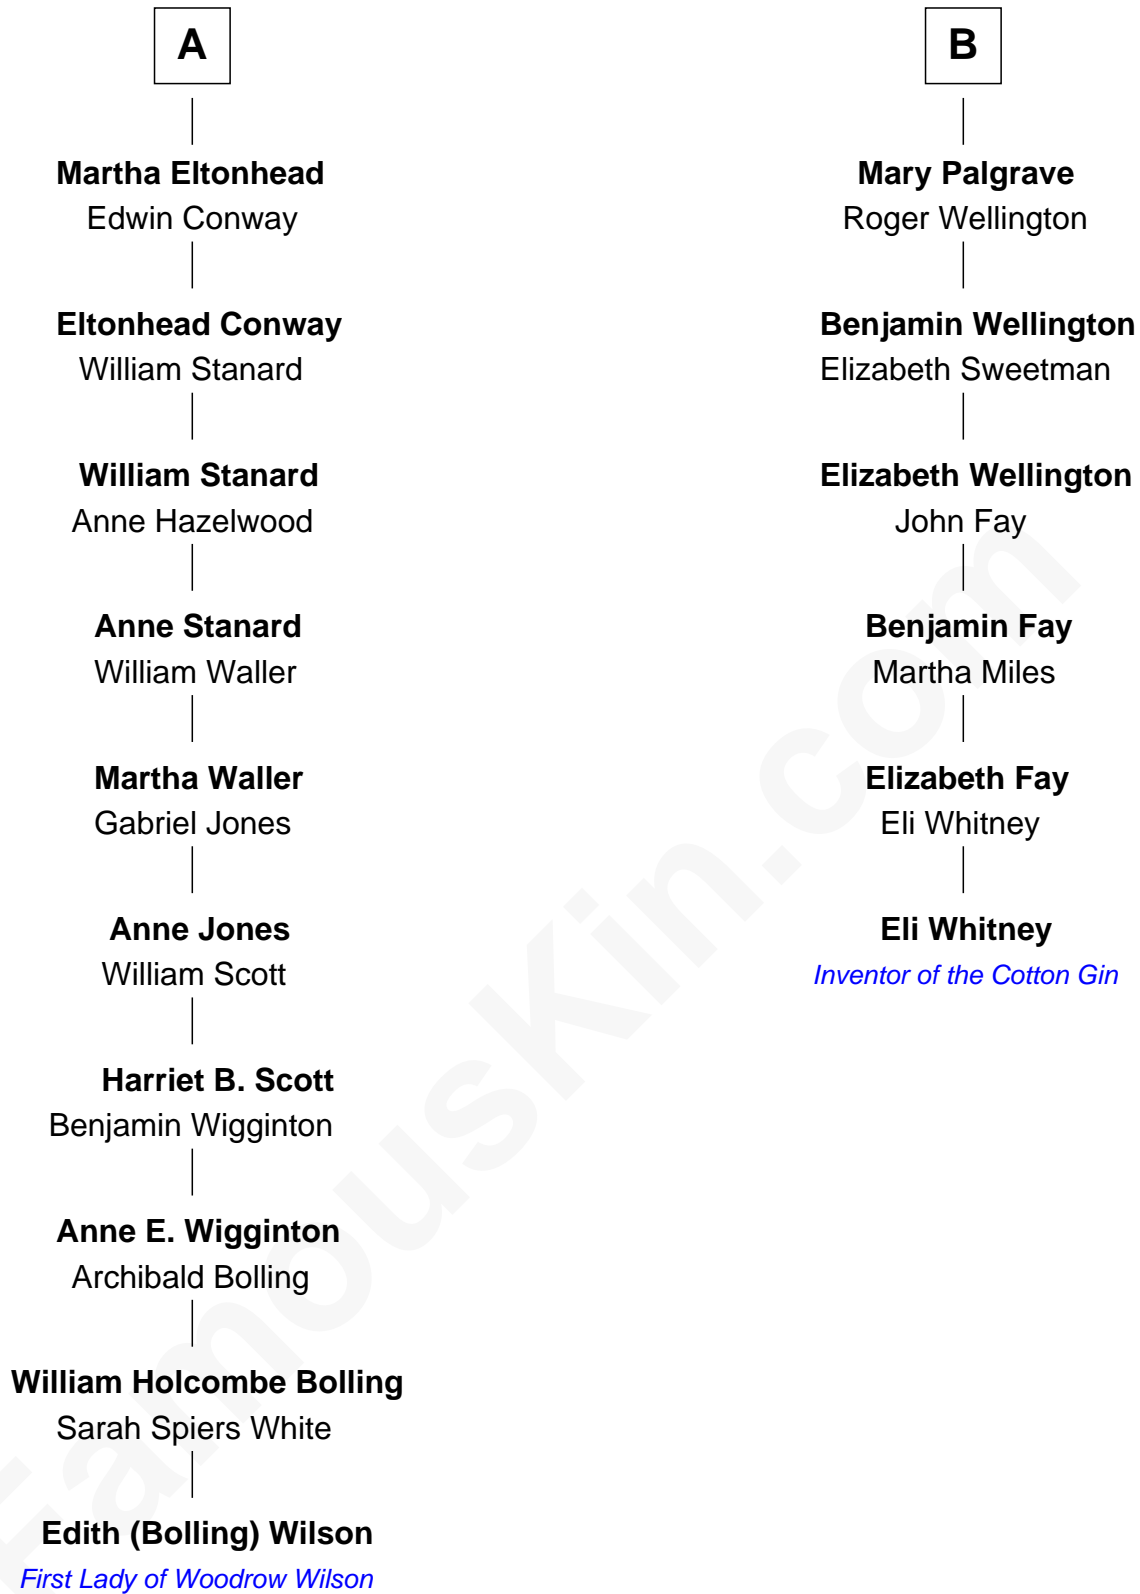 A
Martha Eltonhead
Edwin Conway
Eltonhead Conway
William Stanard
William Stanard
Anne Hazelwood
Anne Stanard
William Waller
Martha Waller
Gabriel Jones
Anne Jones
William Scott
Harriet B. Scott
Benjamin Wigginton
Anne E. Wigginton
Archibald Bolling
William Holcombe Bolling
Sarah Spiers White
Edith (Bolling) Wilson
First Lady of Woodrow Wilson
B
Mary Palgrave
Roger Wellington
Benjamin Wellington
Elizabeth Sweetman
Elizabeth Wellington
John Fay
Benjamin Fay
Martha Miles
Elizabeth Fay
Eli Whitney
Eli Whitney
Inventor of the Cotton Gin
FamousKin.com